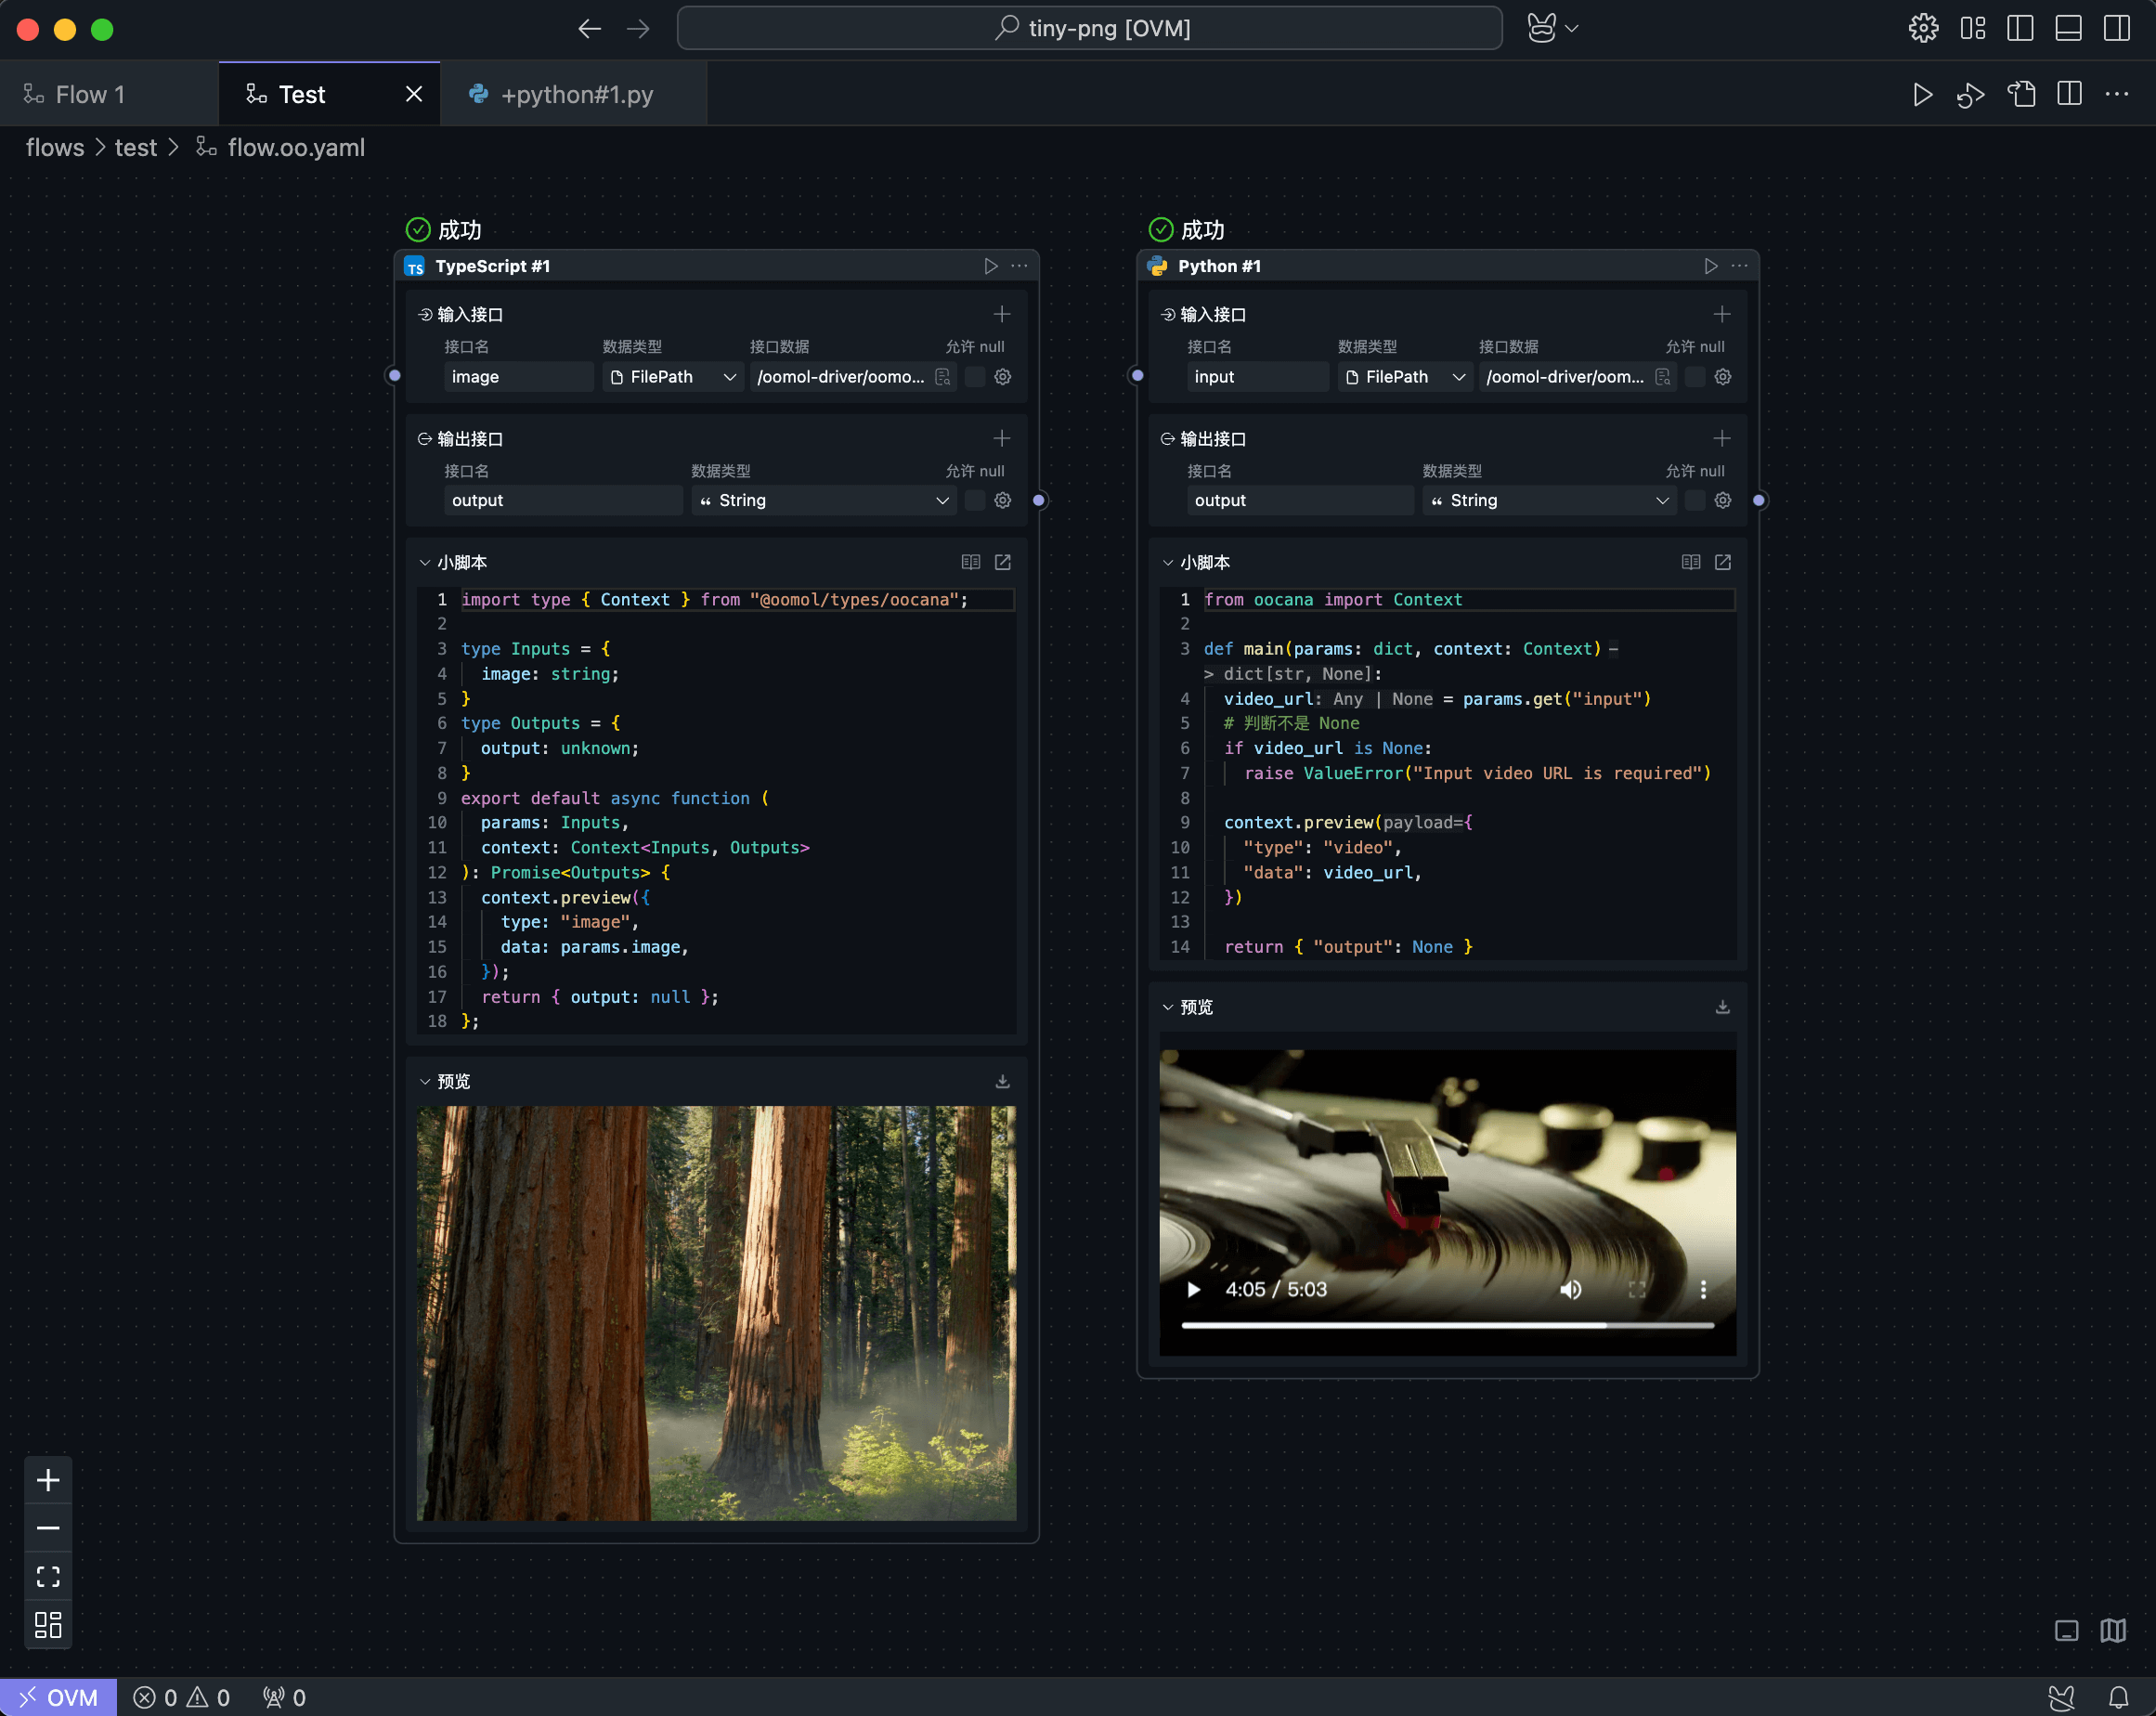 tiny-png [OVM]
Flow 1
Test
+python#1.py
flows > test > flow.oo.yaml
成功
TS TypeScript #1
输入接口
接口名 数据类型 接口数据 允许 null
image FilePath /oomol-driver/oomo...
输出接口
接口名 数据类型 允许 null
output “ String
小脚本
1 import type { Context } from "@oomol/types/oocana";
2
3 type Inputs = {
4 image: string;
5 }
6 type Outputs = {
7 output: unknown;
8 }
9 export default async function (
10 params: Inputs,
11 context: Context<Inputs, Outputs>
12 ): Promise<Outputs> {
13 context.preview({
14 type: "image",
15 data: params.image,
16 });
17 return { output: null };
18 };
预览
成功
Python #1
输入接口
接口名 数据类型 接口数据 允许 null
input FilePath /oomol-driver/oom...
输出接口
接口名 数据类型 允许 null
output “ String
小脚本
1 from oocana import Context
2
3 def main(params: dict, context: Context) -
> dict[str, None]:
4 video_url: Any | None = params.get("input")
5 # 判断不是 None
6 if video_url is None:
7 raise ValueError("Input video URL is required")
8
9 context.preview(payload={
10 "type": "video",
11 "data": video_url,
12 })
13
14 return { "output": None }
预览
4:05 / 5:03
OVM 0 0 0